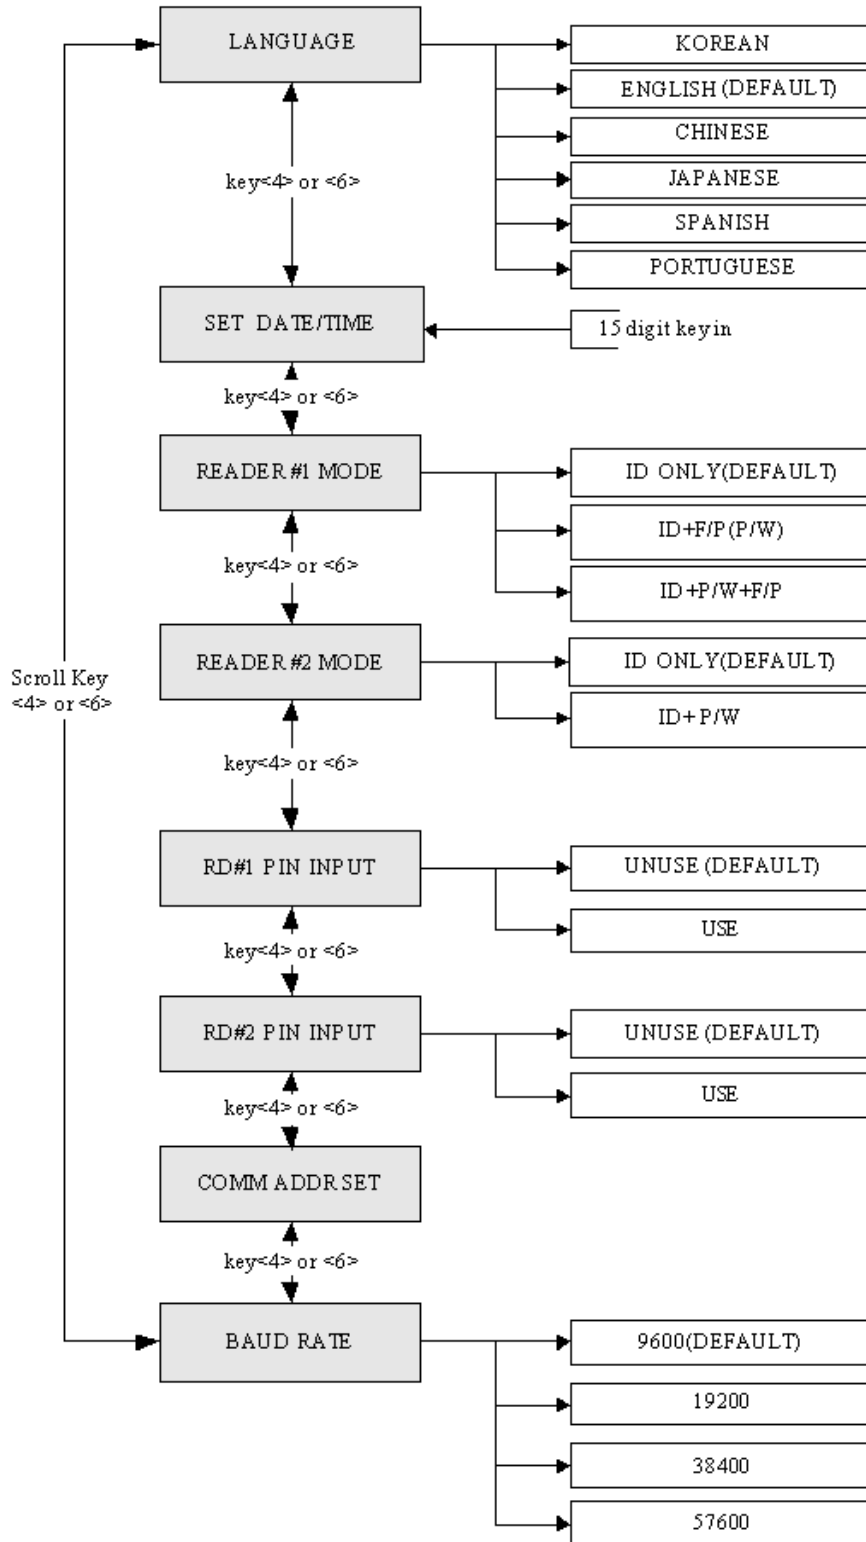 LANGUAGE
KOREAN
ENGLISH (DEFAULT)
CHINESE
JAPANESE
SPANISH
PORTUGUESE
key<4> or <6>
SET DATE/TIME
15 digit key in
key<4> or <6>
READER #1 MODE
ID ONLY(DEFAULT)
ID+F/P (P/W)
ID+P/W+F/P
key<4> or <6>
READER #2 MODE
ID ONLY(DEFAULT)
ID+ P/W
Scroll Key
<4> or <6>
key<4> or <6>
RD#1 PIN INPUT
UNUSE (DEFAULT)
USE
key<4> or <6>
RD#2 PIN INPUT
UNUSE (DEFAULT)
USE
key<4> or <6>
COMM ADDR SET
key<4> or <6>
BAUD RATE
9600(DEFAULT)
19200
38400
57600